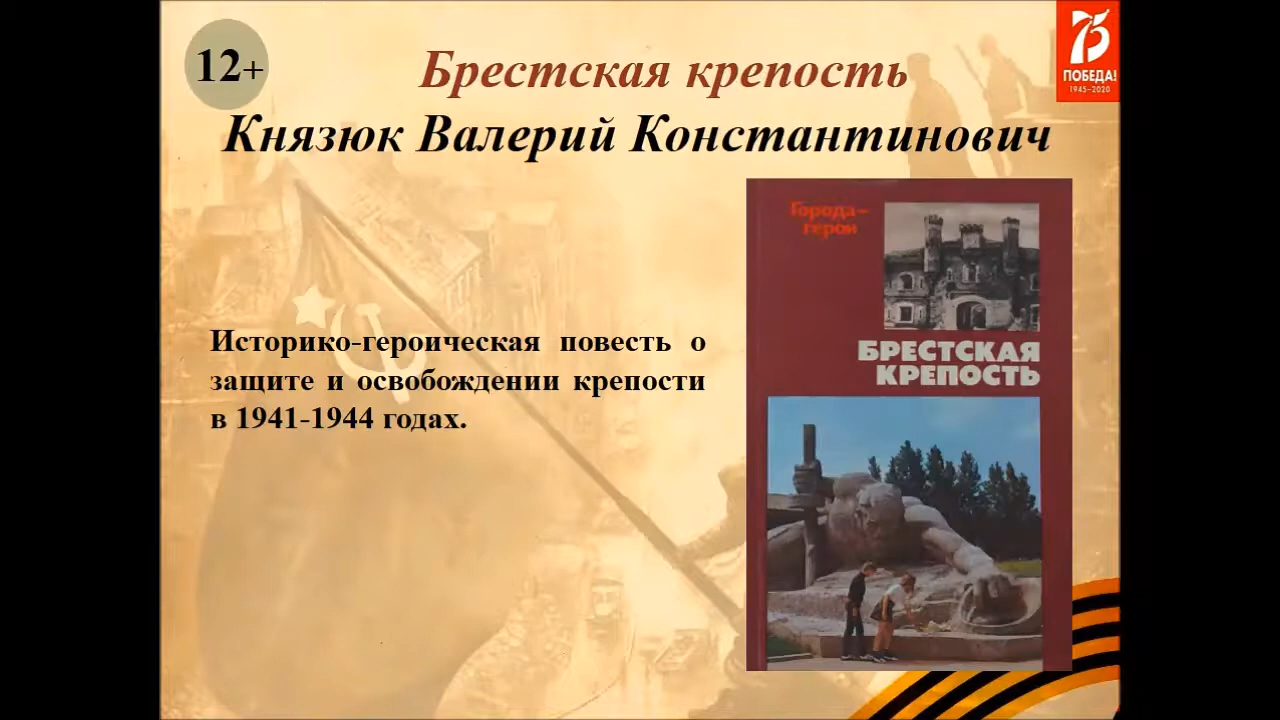 12+
Брестская крепость
Князюк Валерий Константинович
75
ПОБЕДА!
1945–2020
Города–
герои
БРЕСТСКАЯ
КРЕПОСТЬ
Историко-героическая повесть о
защите и освобождении крепости
в 1941-1944 годах.